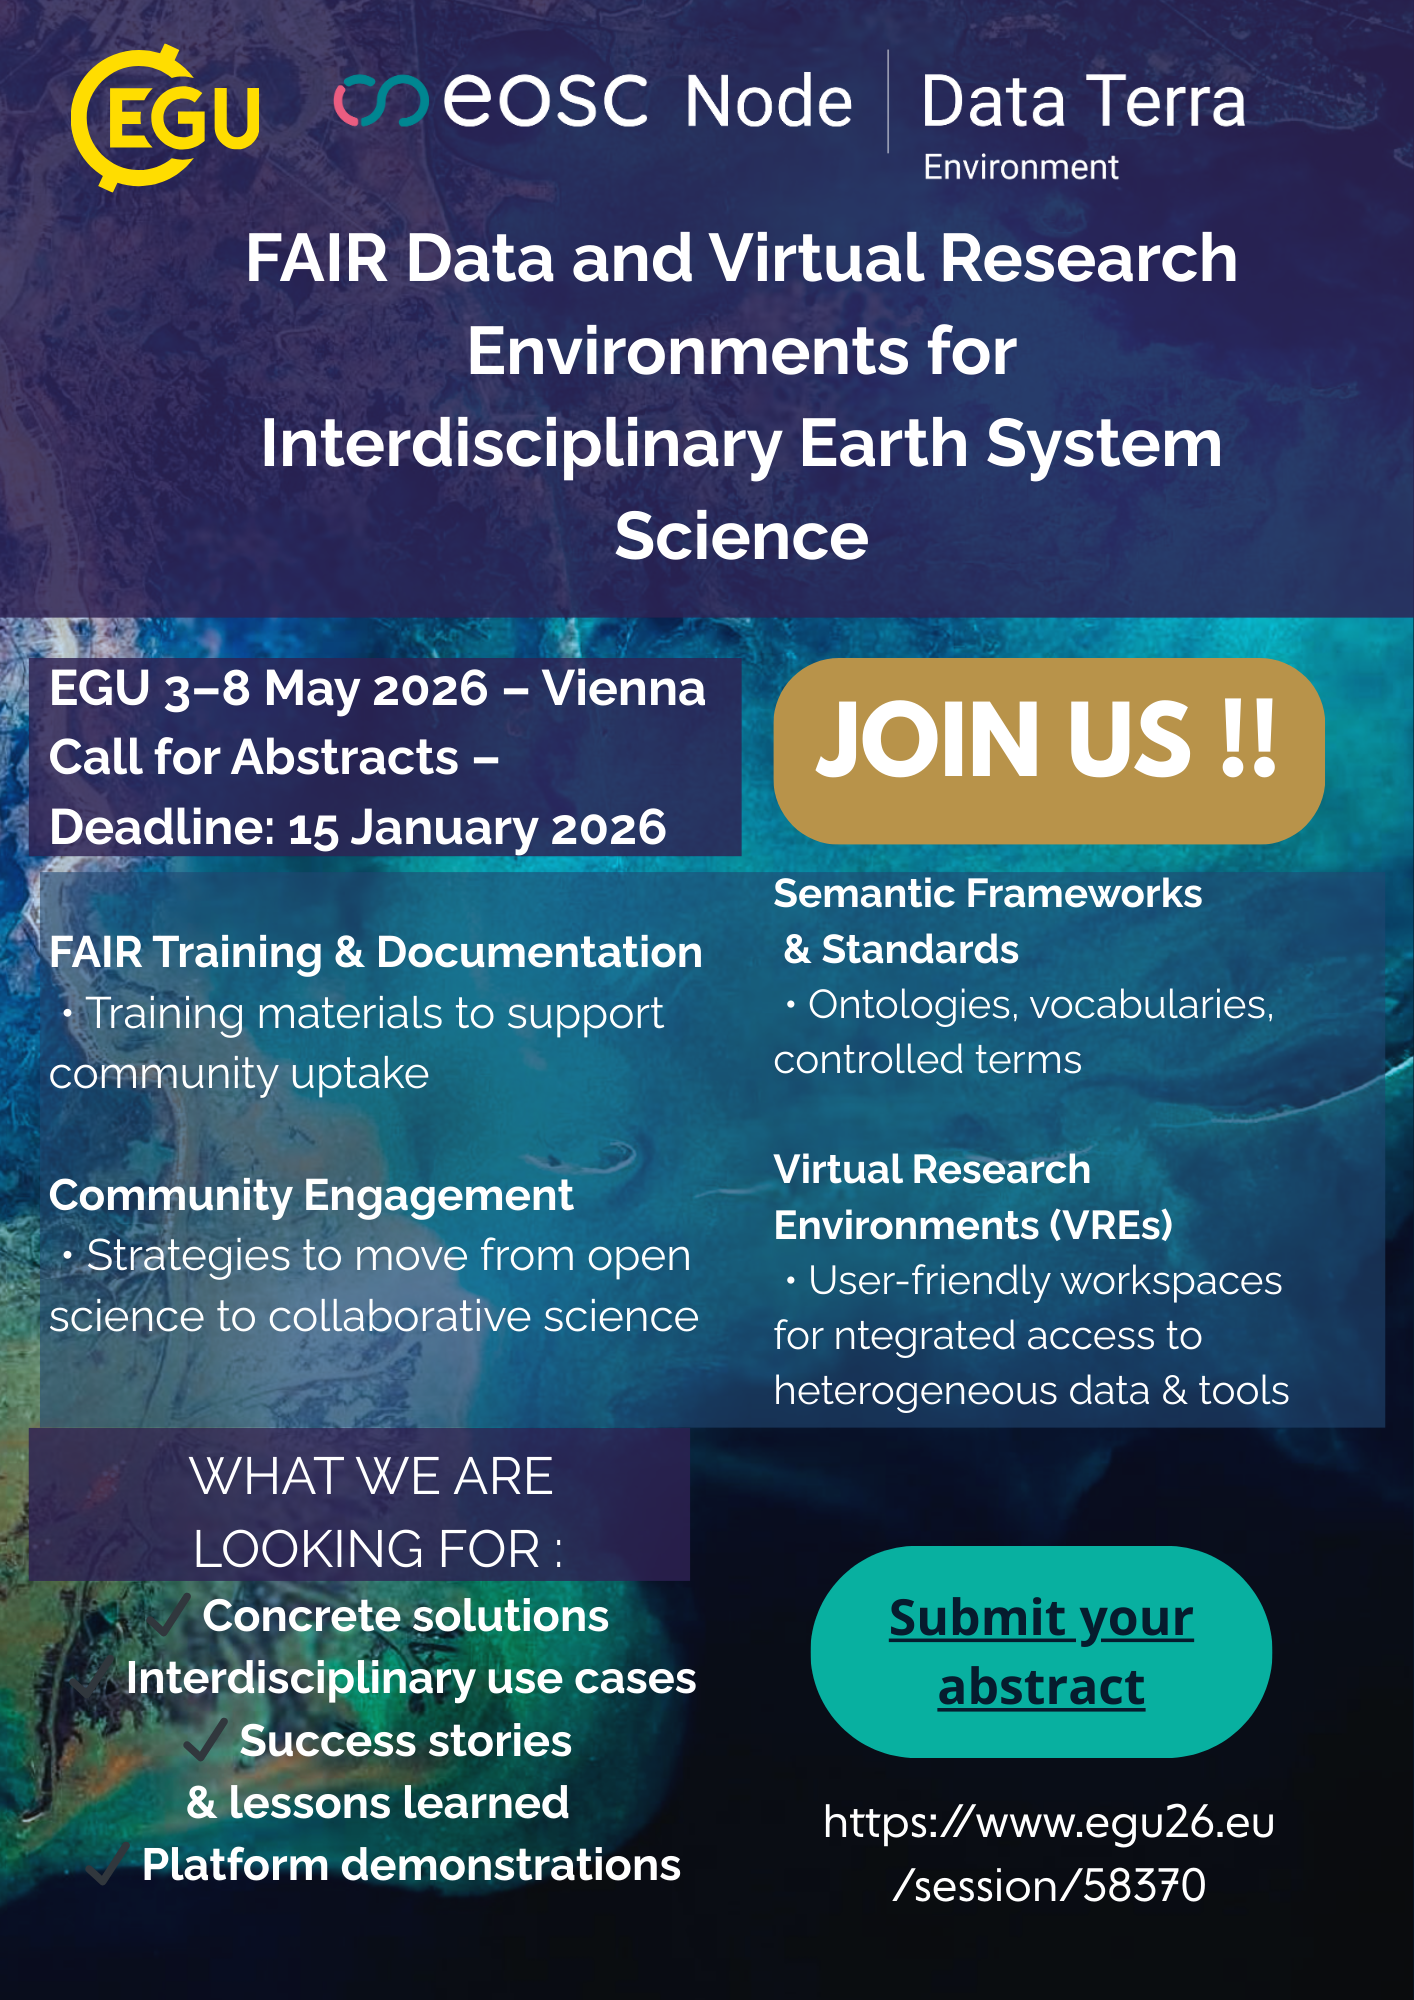 EGU
eosc Node
Data Terra
Environment
FAIR Data and Virtual Research
Environments for
Interdisciplinary Earth System
Science
EGU 3–8 May 2026 – Vienna
Call for Abstracts –
Deadline: 15 January 2026
JOIN US !!
FAIR Training & Documentation
• Training materials to support
community uptake
Community Engagement
• Strategies to move from open
science to collaborative science
Semantic Frameworks
& Standards
• Ontologies, vocabularies,
controlled terms
Virtual Research
Environments (VREs)
• User-friendly workspaces
for ntegrated access to
heterogeneous data & tools
WHAT WE ARE
LOOKING FOR :
✓ Concrete solutions
✓ Interdisciplinary use cases
✓ Success stories
& lessons learned
✓ Platform demonstrations
Submit your
abstract
https://www.egu26.eu
/session/58370